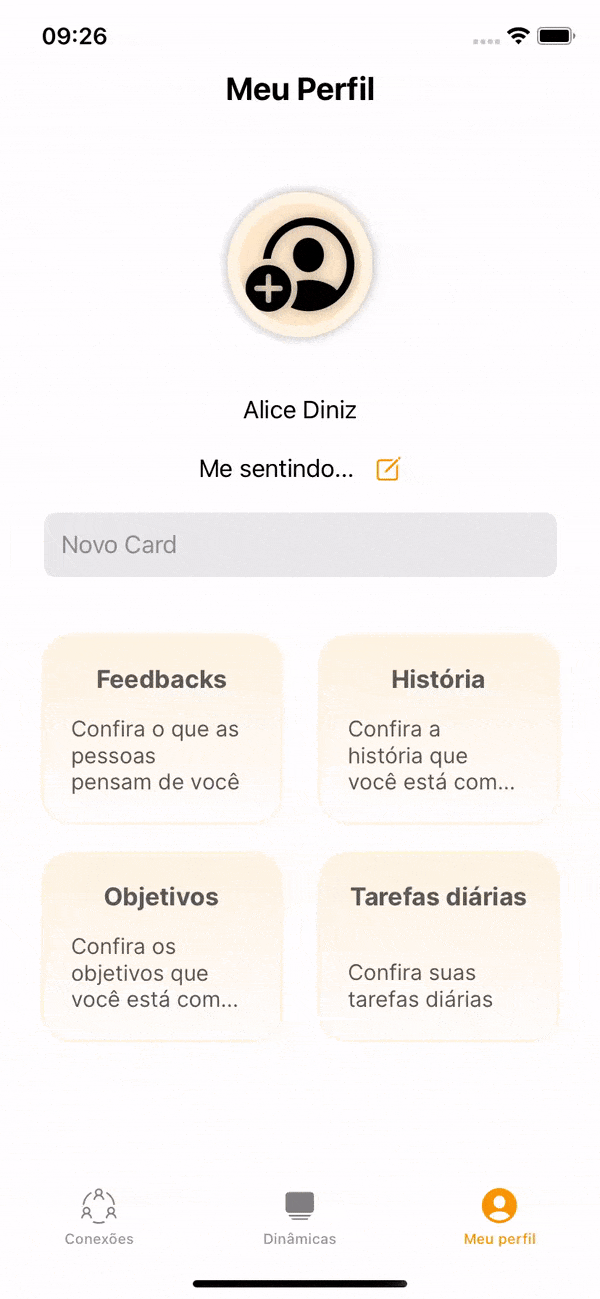 09:26
Meu Perfil
Alice Diniz
Me sentindo...
Novo Card
Feedbacks
Confira o que as
pessoas
pensam de você
História
Confira a
história que
você está com...
Objetivos
Confira os
objetivos que
você está com...
Tarefas diárias
Confira suas
tarefas diárias
Conexões
Dinâmicas
Meu perfil